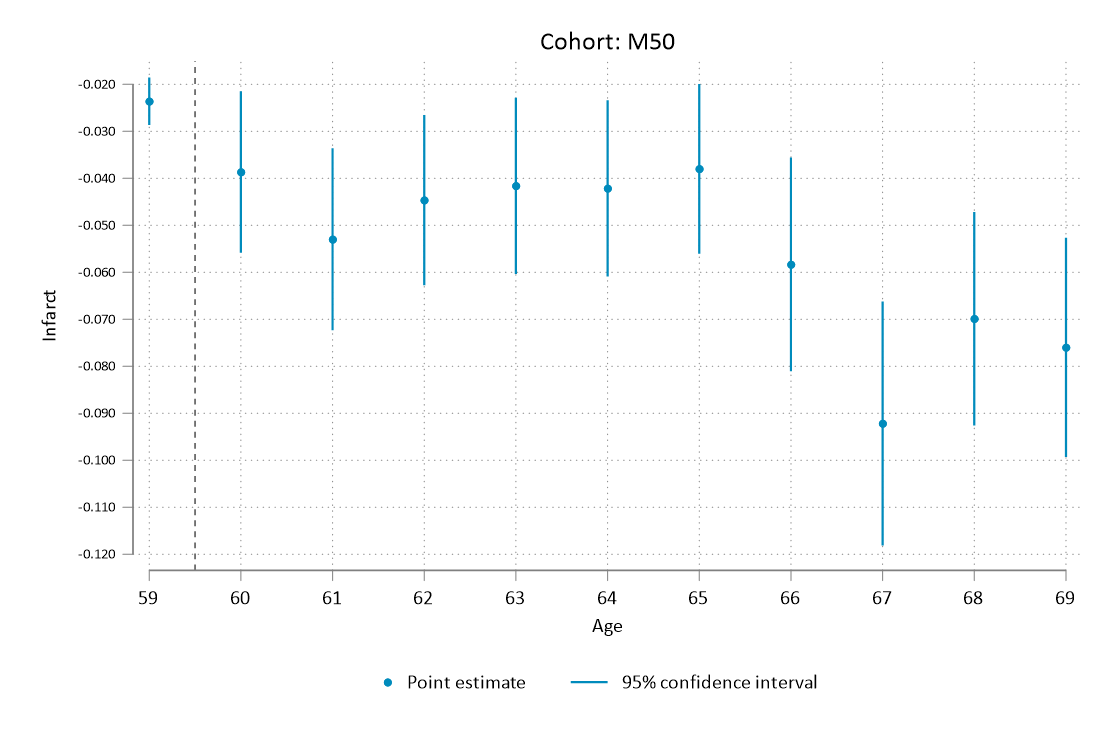 Cohort: M50
-0.020
-0.030
-0.040
-0.050
-0.060
-0.070
-0.080
-0.090
-0.100
-0.110
-0.120
Infarct
59 60 61 62 63 64 65 66 67 68 69
Age
Point estimate 95% confidence interval